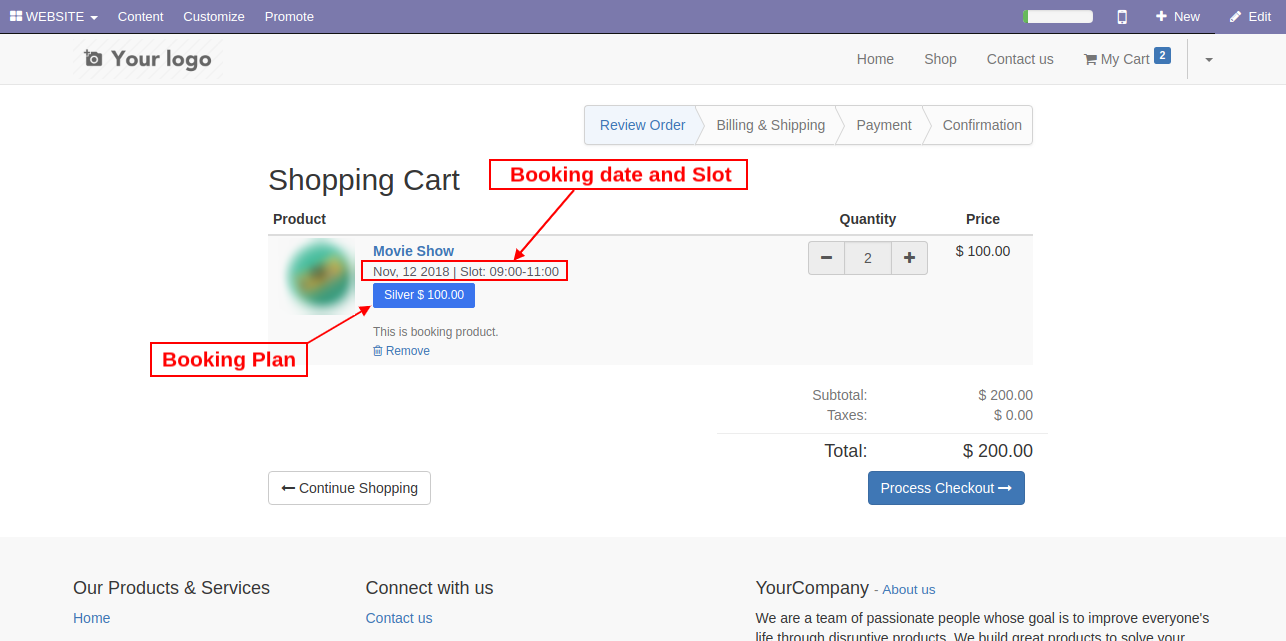 WEBSITE Content Customize Promote New Edit
Your logo Home Shop Contact us My Cart 2
Review Order Billing & Shipping Payment Confirmation
Shopping Cart
Booking date and Slot
Product Quantity Price
Movie Show 2 $ 100.00
Nov, 12 2018 | Slot: 09:00-11:00
Silver $ 100.00
This is booking product.
Remove
Booking Plan
Subtotal: $ 200.00
Taxes: $ 0.00
Total: $ 200.00
Continue Shopping Process Checkout
Our Products & Services Connect with us YourCompany - About us
Home Contact us We are a team of passionate people whose goal is to improve everyone's
life through disruptive products. We build great products to solve your